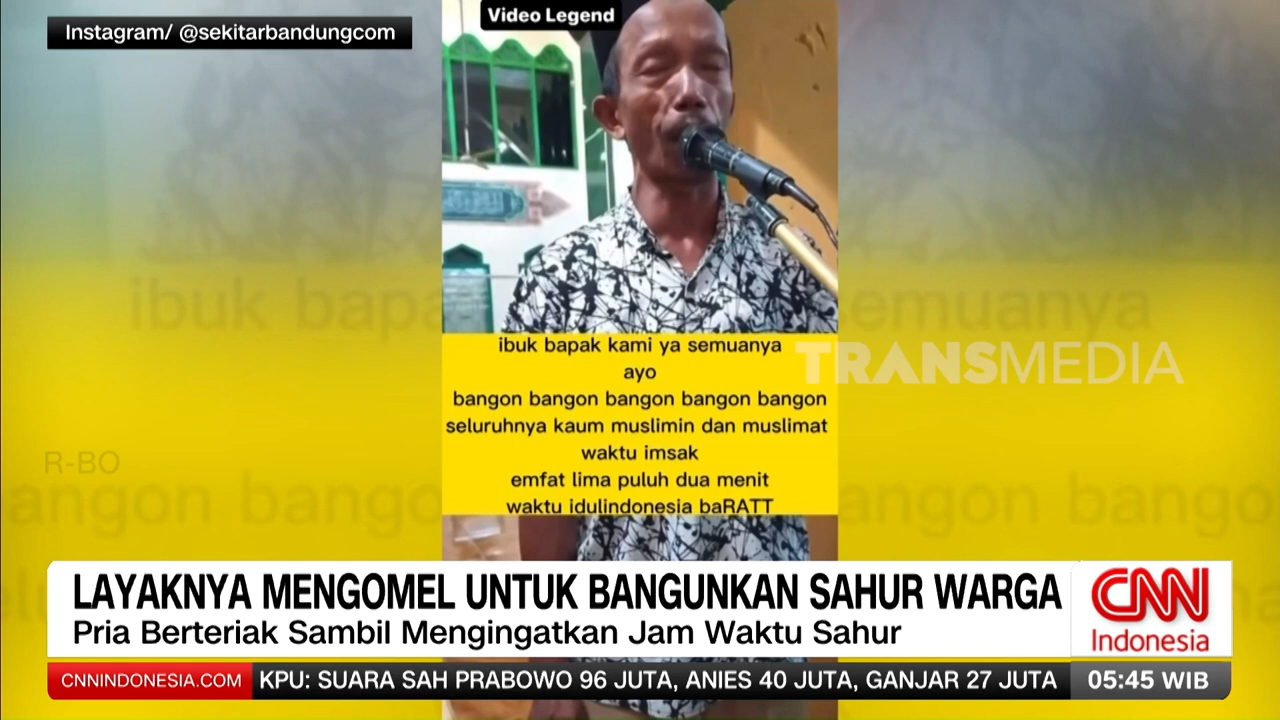 Instagram/ @sekitarbandungcom
Video Legend
ibuk bapak kami ya semuanya
ayo
bangon bangon bangon bangon bangon
seluruhnya kaum muslimin dan muslimat
waktu imsak
emfat lima puluh dua menit
waktu idulindonesia baRATT
TRANSMEDIA
R-BO
LAYAKNYA MENGOMEL UNTUK BANGUNKAN SAHUR WARGA
Pria Berteriak Sambil Mengingatkan Jam Waktu Sahur
CNN
Indonesia
CNNINDONESIA.COM
KPU: SUARA SAH PRABOWO 96 JUTA, ANIES 40 JUTA, GANJAR 27 JUTA
05:45 WIB